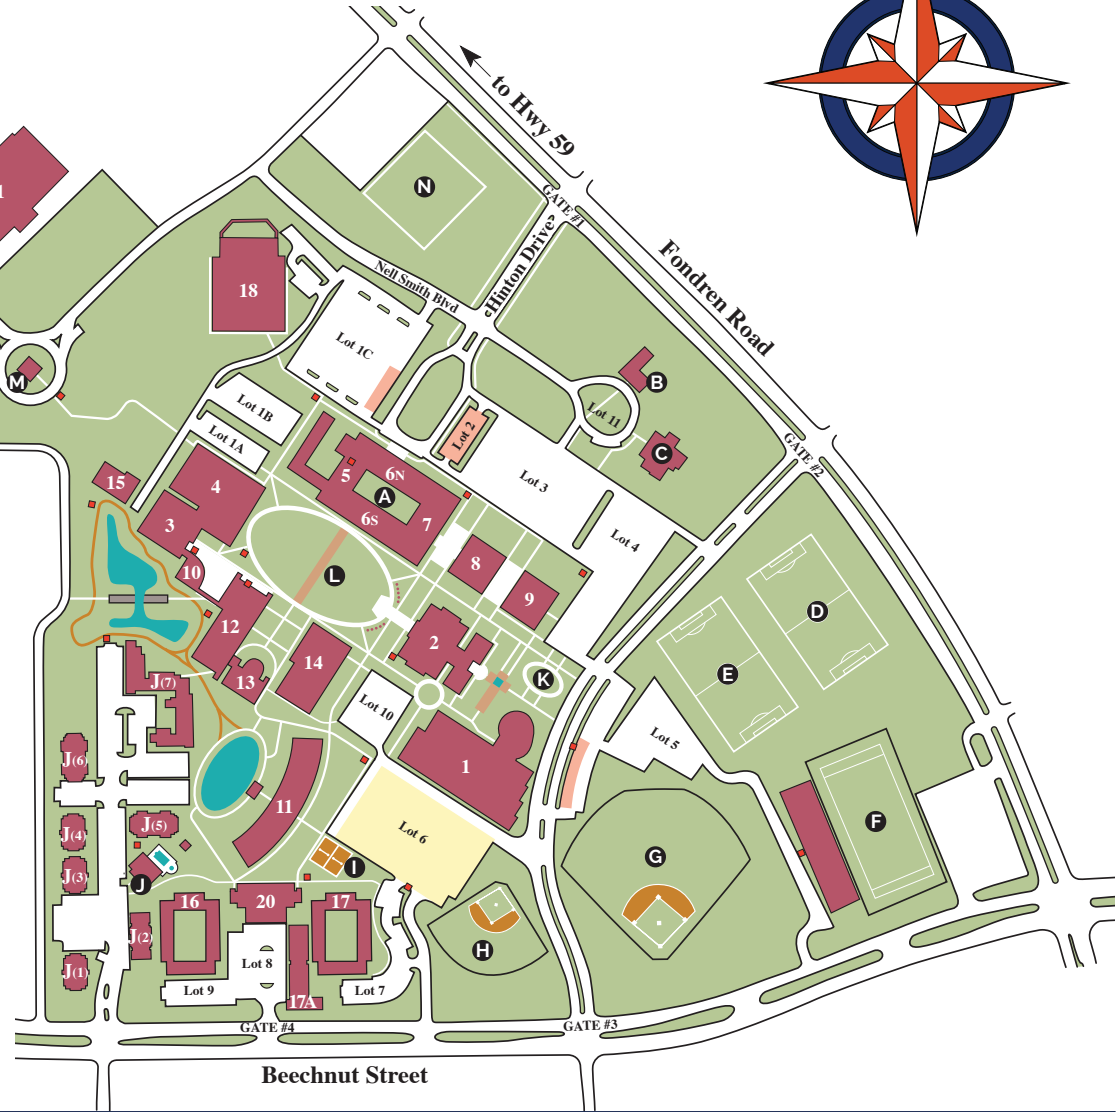 to Hwy 59
1
N
GATE #1
Hinton Drive
Fondren Road
Nell Smith Blvd
18
Lot 1C
M
B
Lot 11
Lot 1B
Lot 2
Lot 1A
C
GATE #2
5
6N
A
6S
7
Lot 3
15
4
3
Lot 4
8
10
L
9
D
12
2
14
13
E
K
J(7)
Lot 10
Lot 5
J(6)
1
11
Lot 6
F
J(5)
J(4)
G
I
J(3)
J
16
20
17
J(2)
H
Lot 8
J(1)
Lot 9
Lot 7
17A
GATE #4
GATE #3
Beechnut Street